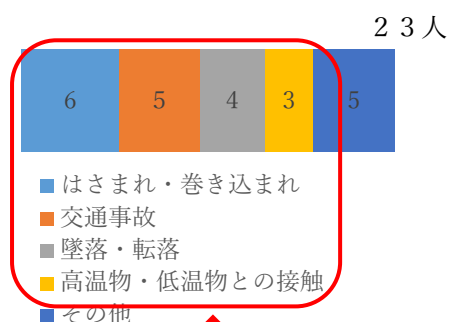 ２３人
6 5 4 3 5
はさまれ・巻き込まれ
交通事故
墜落・転落
高温物・低温物との接触
その他